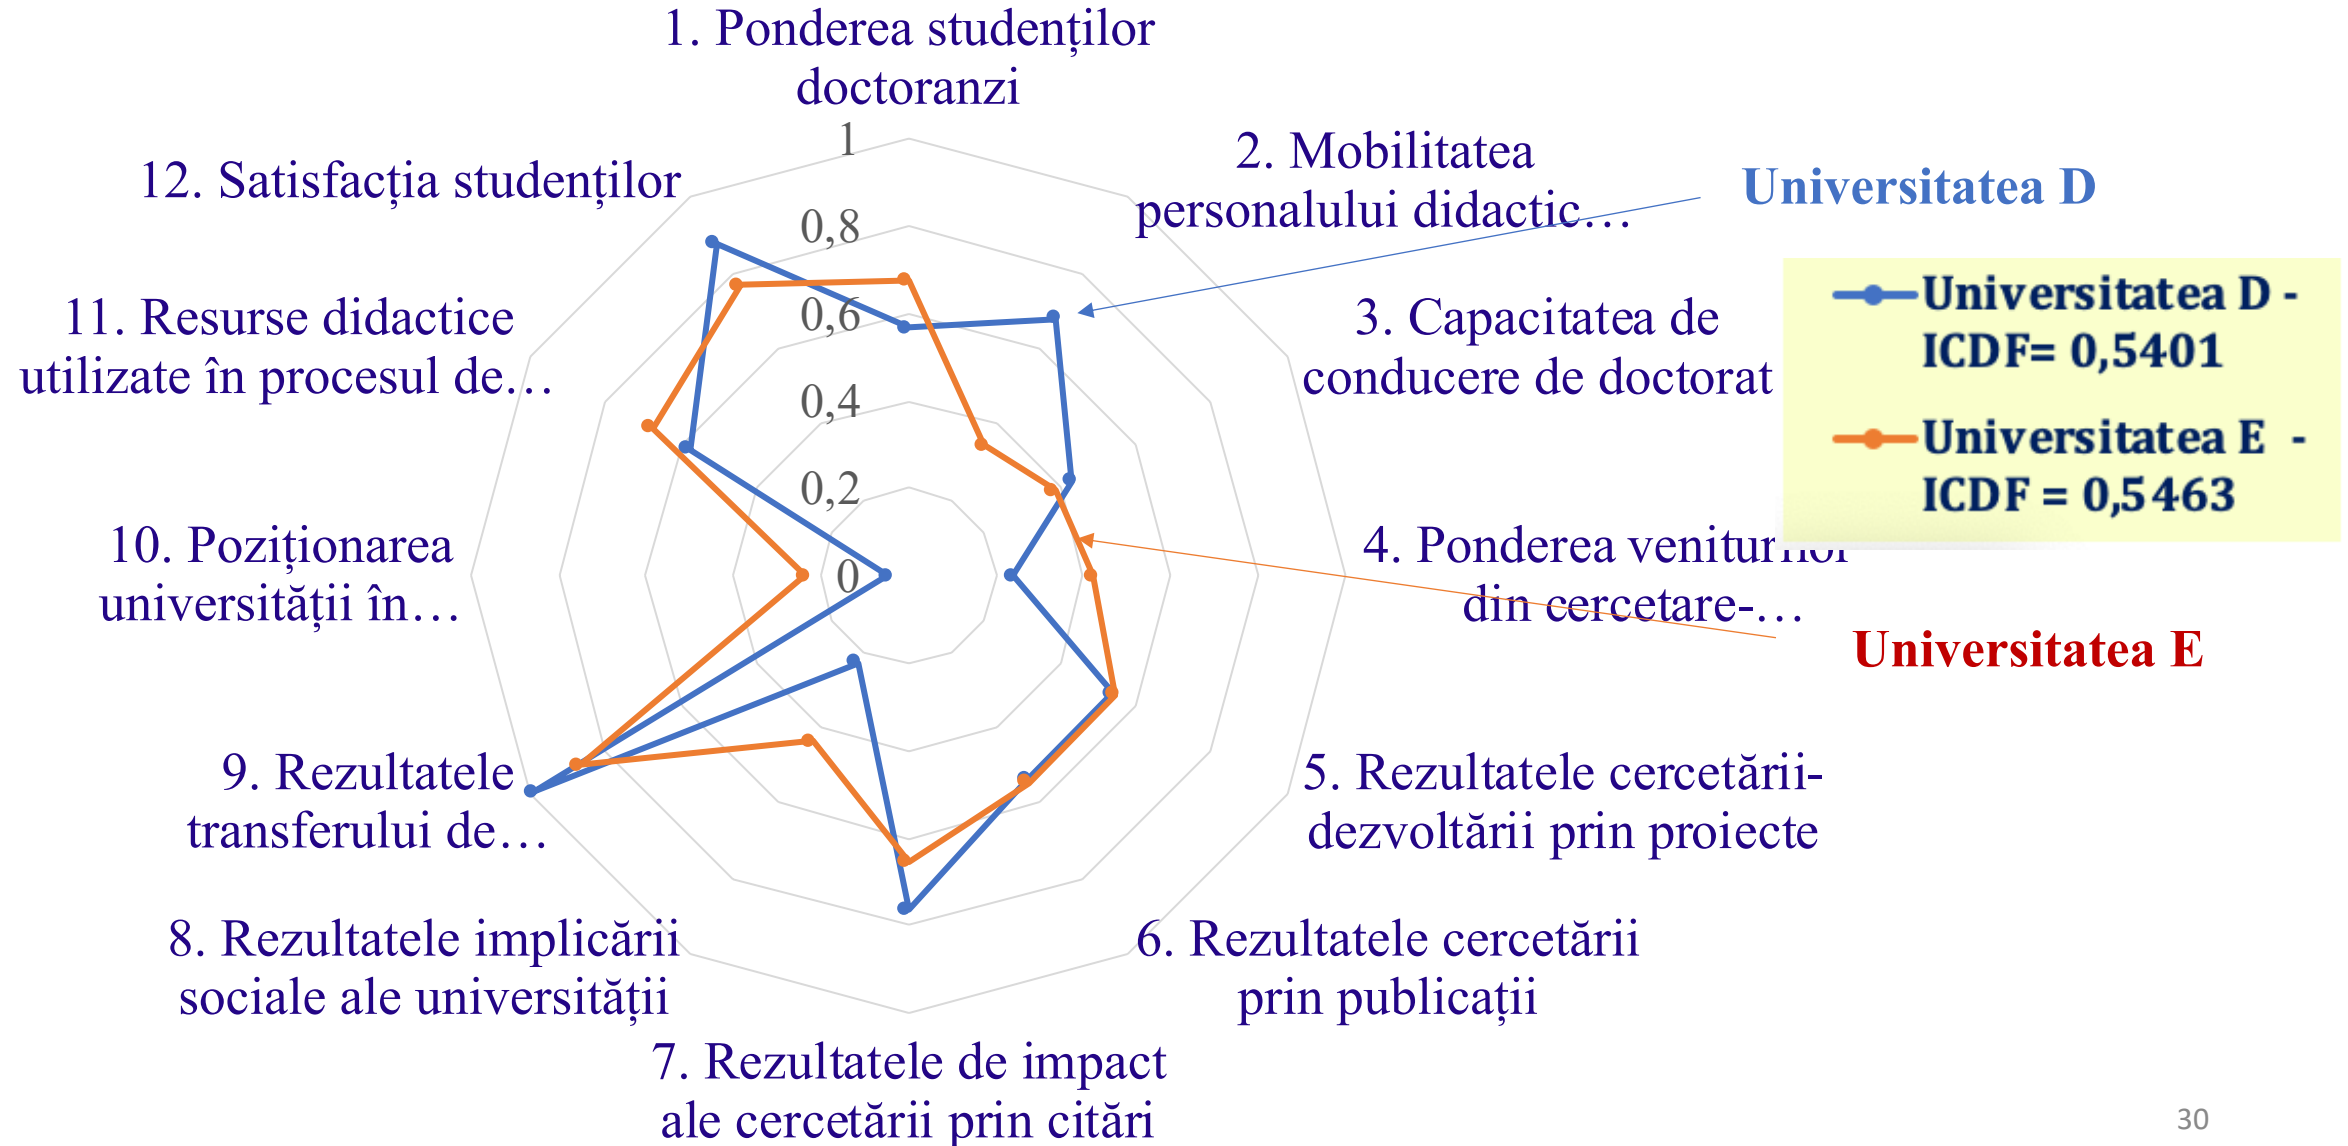 1. Ponderea studenților
doctoranzi
2. Mobilitatea
personalului didactic…
3. Capacitatea de
conducere de doctorat
4. Ponderea veniturilor
din cercetare-…
5. Rezultatele cercetării-
dezvoltării prin proiecte
6. Rezultatele cercetării
prin publicații
7. Rezultatele de impact
ale cercetării prin citări
8. Rezultatele implicării
sociale ale universității
9. Rezultatele
transferului de…
10. Poziționarea
universității în…
11. Resurse didactice
utilizate în procesul de…
12. Satisfacția studenților
1
0,8
0,6
0,4
0,2
0
Universitatea D
Universitatea D -
ICDF= 0,5401
Universitatea E -
ICDF = 0,5463
Universitatea E
30